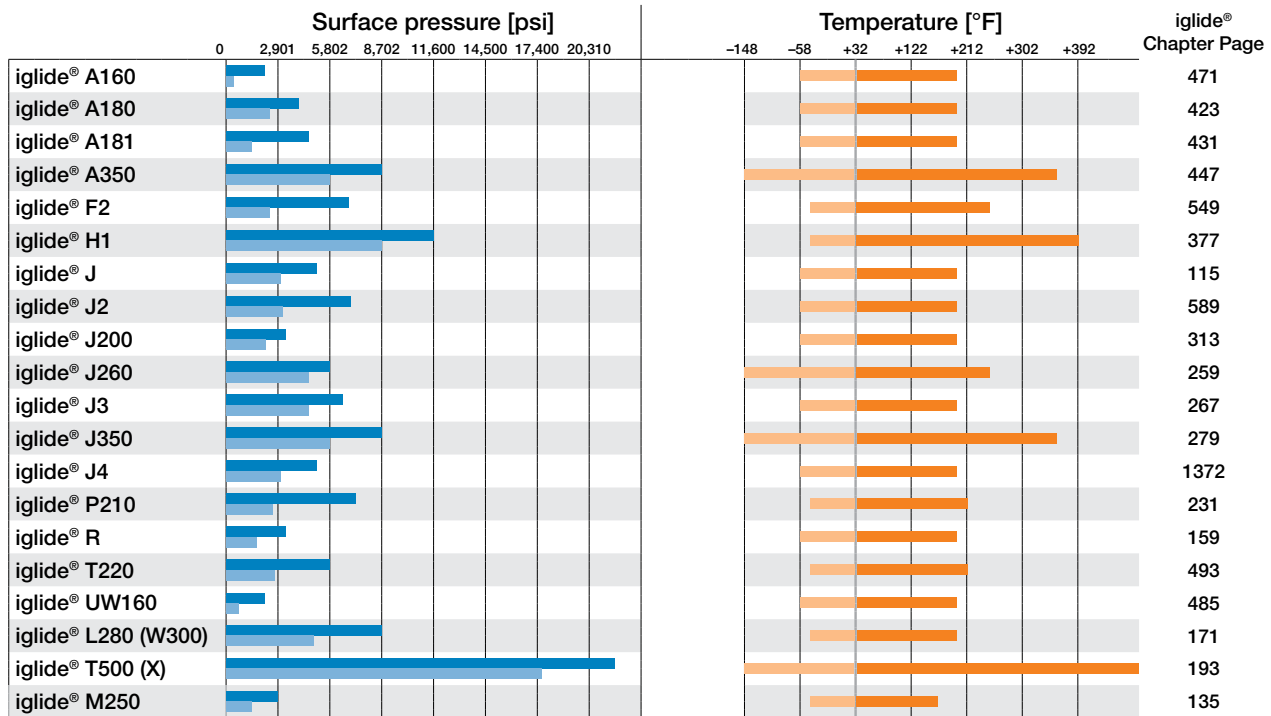 Surface pressure [psi] Temperature [°F] iglide®
0 2,901 5,802 8,702 11,600 14,500 17,400 20,310 −148 −58 +32 +122 +212 +302 +392 Chapter Page
iglide® A160 471
iglide® A180 423
iglide® A181 431
iglide® A350 447
iglide® F2 549
iglide® H1 377
iglide® J 115
iglide® J2 589
iglide® J200 313
iglide® J260 259
iglide® J3 267
iglide® J350 279
iglide® J4 1372
iglide® P210 231
iglide® R 159
iglide® T220 493
iglide® UW160 485
iglide® L280 (W300) 171
iglide® T500 (X) 193
iglide® M250 135